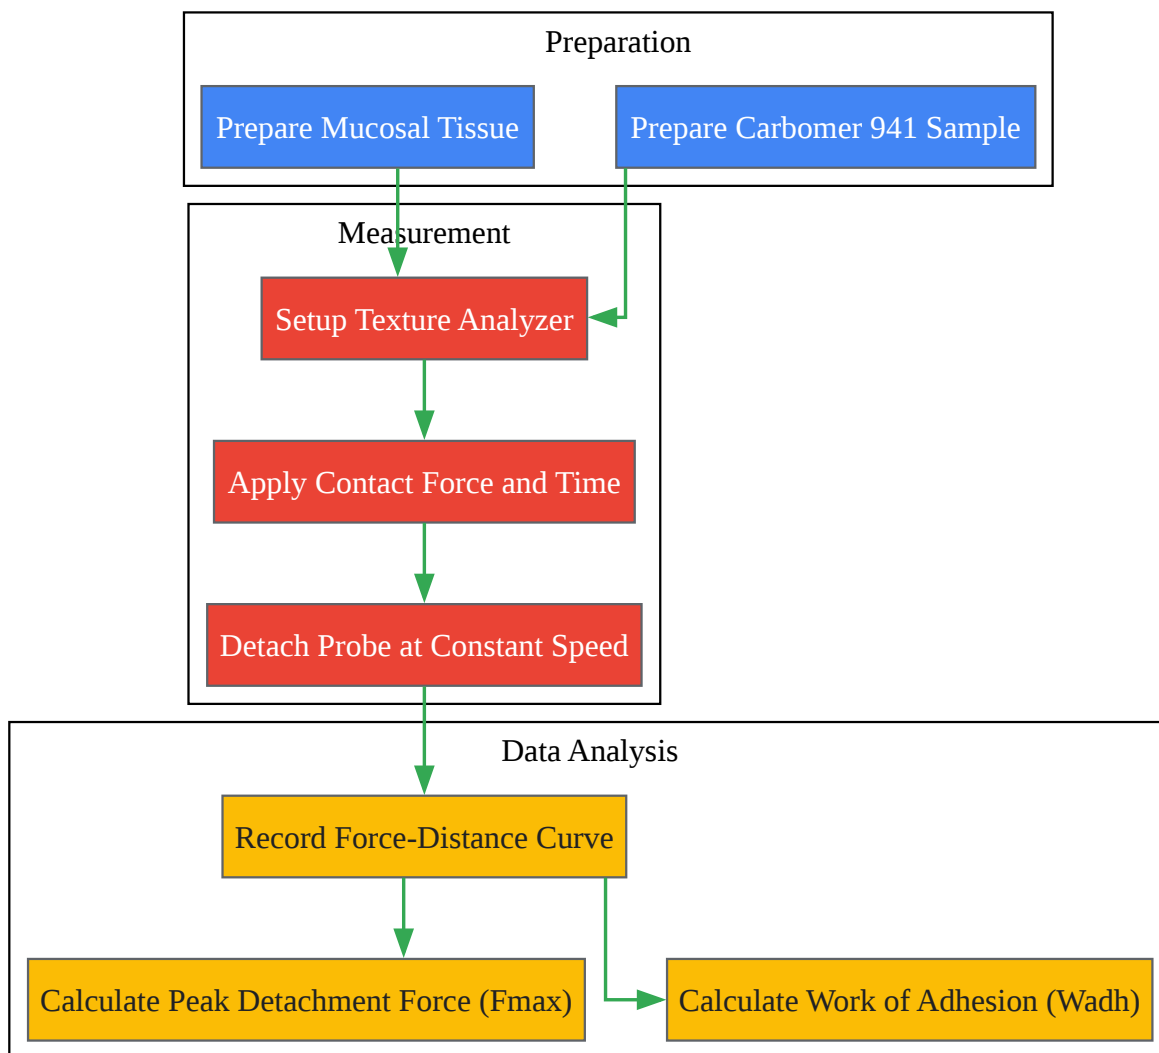 Preparation
Prepare Mucosal Tissue
Prepare Carbomer 941 Sample
Measurement
Setup Texture Analyzer
Apply Contact Force and Time
Detach Probe at Constant Speed
Data Analysis
Record Force-Distance Curve
Calculate Peak Detachment Force (Fmax)
Calculate Work of Adhesion (Wadh)